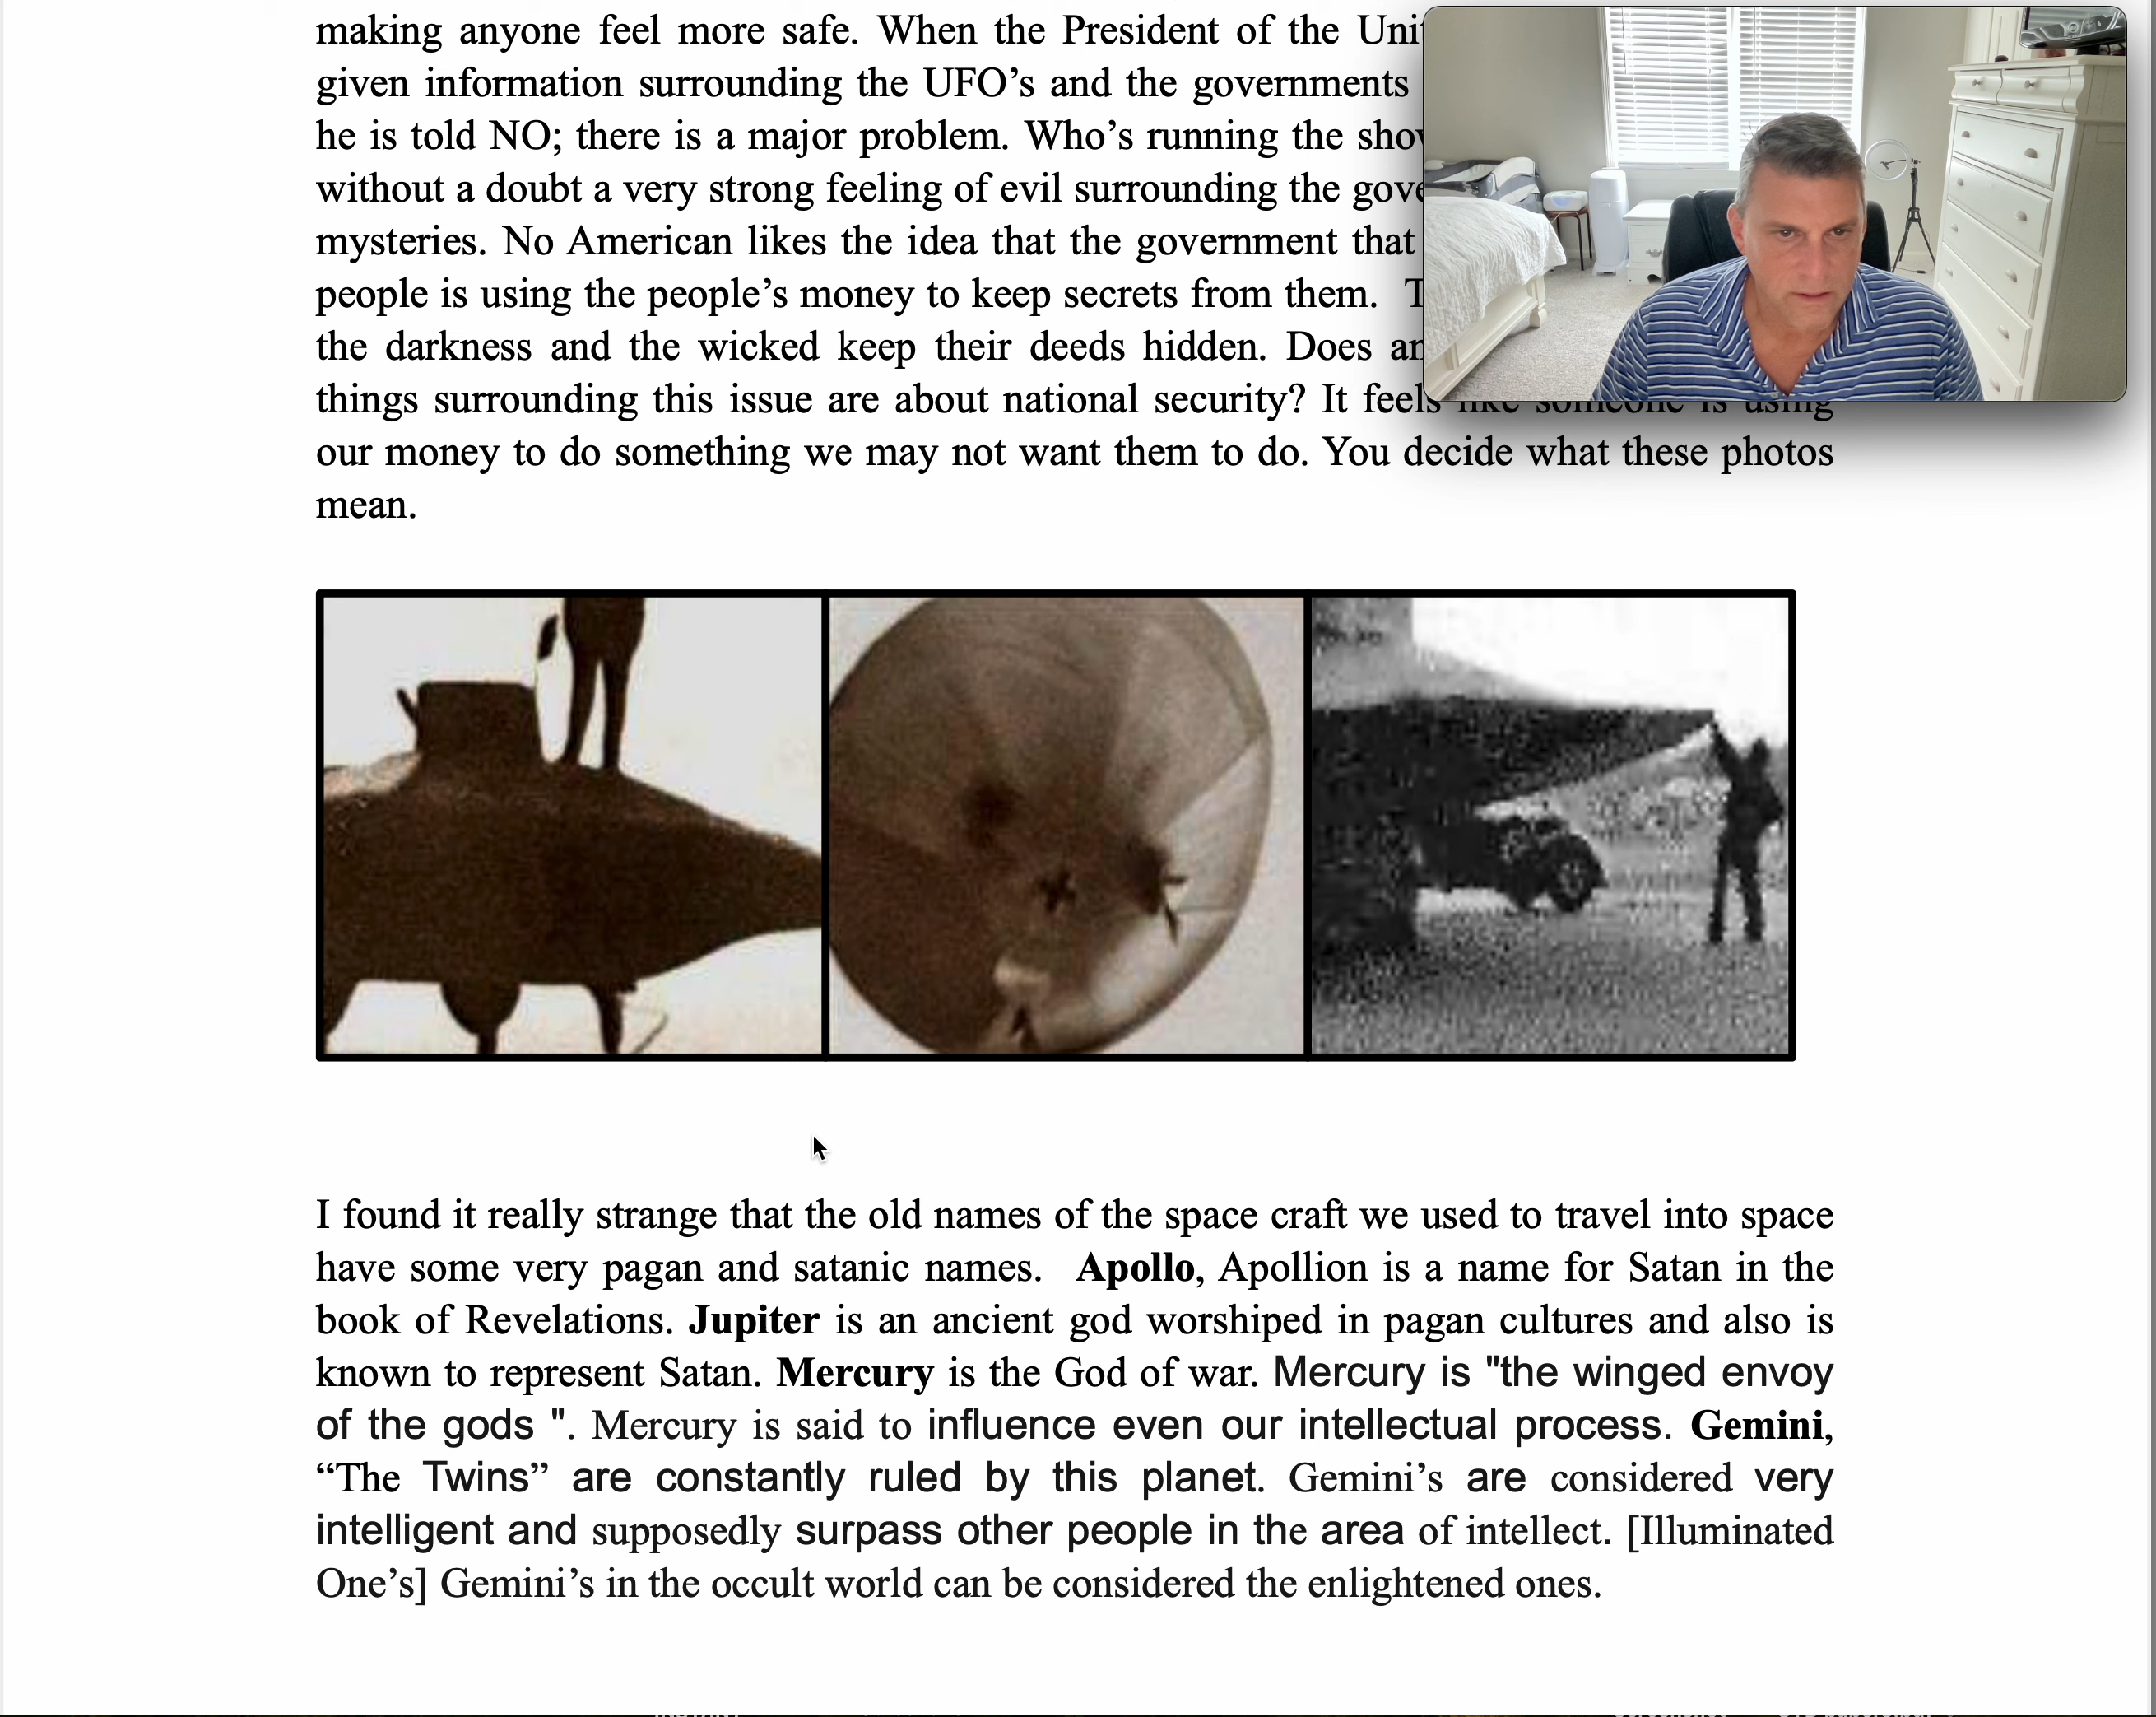 making anyone feel more safe. When the President of the
given information surrounding the UFO’s and the governments
he is told NO; there is a major problem. Who’s running the
without a doubt a very strong feeling of evil surrounding the
mysteries. No American likes the idea that the government that
people is using the people’s money to keep secrets from them.
the darkness and the wicked keep their deeds hidden. Does
things surrounding this issue are about national security? It feels like someone is using
our money to do something we may not want them to do. You decide what these photos
mean.
I found it really strange that the old names of the space craft we used to travel into space
have some very pagan and satanic names. Apollo, Apollion is a name for Satan in the
book of Revelations. Jupiter is an ancient god worshiped in pagan cultures and also is
known to represent Satan. Mercury is the God of war. Mercury is "the winged envoy
of the gods ". Mercury is said to influence even our intellectual process. Gemini,
“The Twins” are constantly ruled by this planet. Gemini’s are considered very
intelligent and supposedly surpass other people in the area of intellect. [Illuminated
One’s] Gemini’s in the occult world can be considered the enlightened ones.